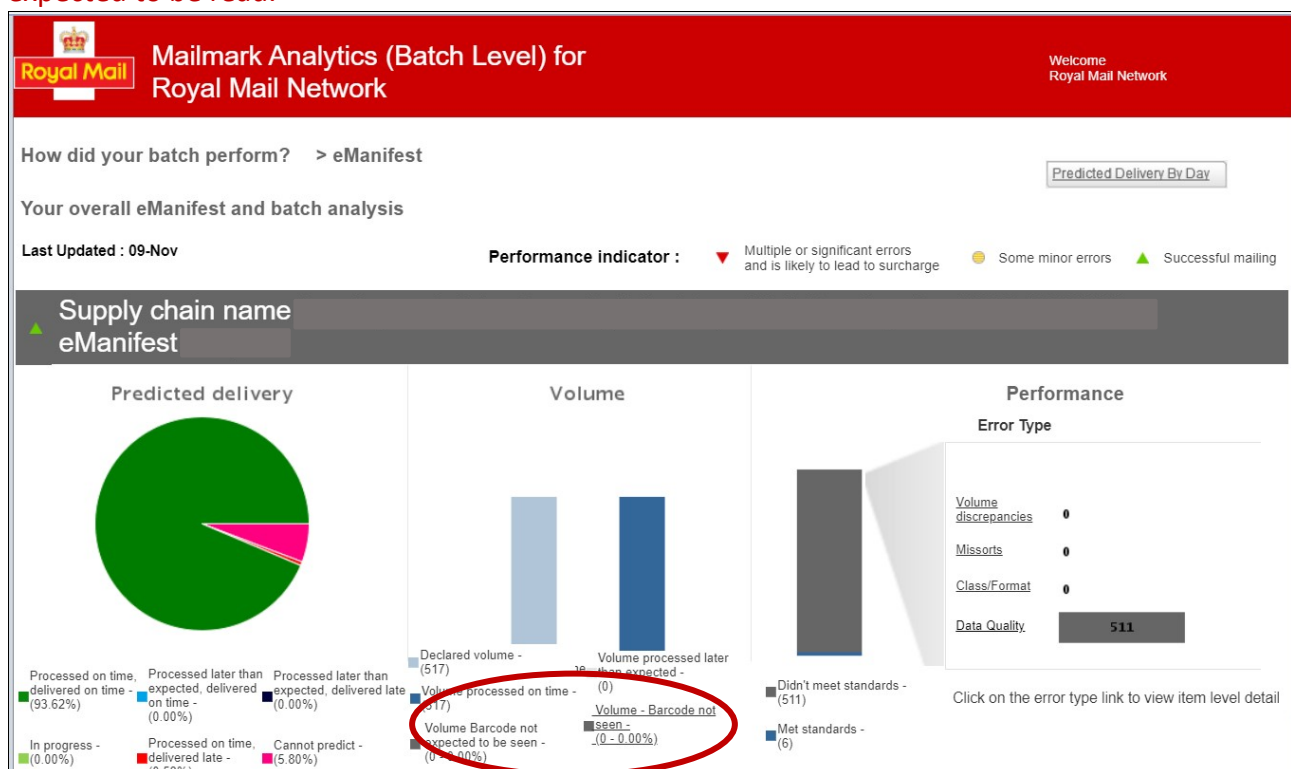 Royal Mail
Mailmark Analytics (Batch Level) for
Royal Mail Network
Welcome
Royal Mail Network
How did your batch perform? > eManifest
Predicted Delivery By Day
Your overall eManifest and batch analysis
Last Updated : 09-Nov
Performance indicator :
Multiple or significant errors
and is likely to lead to surcharge
Some minor errors
Successful mailing
Supply chain name
eManifest
Predicted delivery
Processed on time,
delivered on time -
(93.62%)
Processed later than
expected, delivered
on time -
(0.00%)
Processed later than
expected, delivered late
(0.00%)
In progress -
(0.00%)
Processed on time,
delivered late -
Cannot predict -
(5.80%)
Volume
Declared volume -
(517)
Volume processed later
than expected -
(0)
Volume processed on time -
(517)
Volume - Barcode not
seen -
(0 - 0.00%)
Volume Barcode not
expected to be seen -
(0 - 0.00%)
Performance
Error Type
Volume
discrepancies 0
Missorts 0
Class/Format 0
Data Quality 511
Didn't meet standards -
(511)
Met standards -
(6)
Click on the error type link to view item level detail